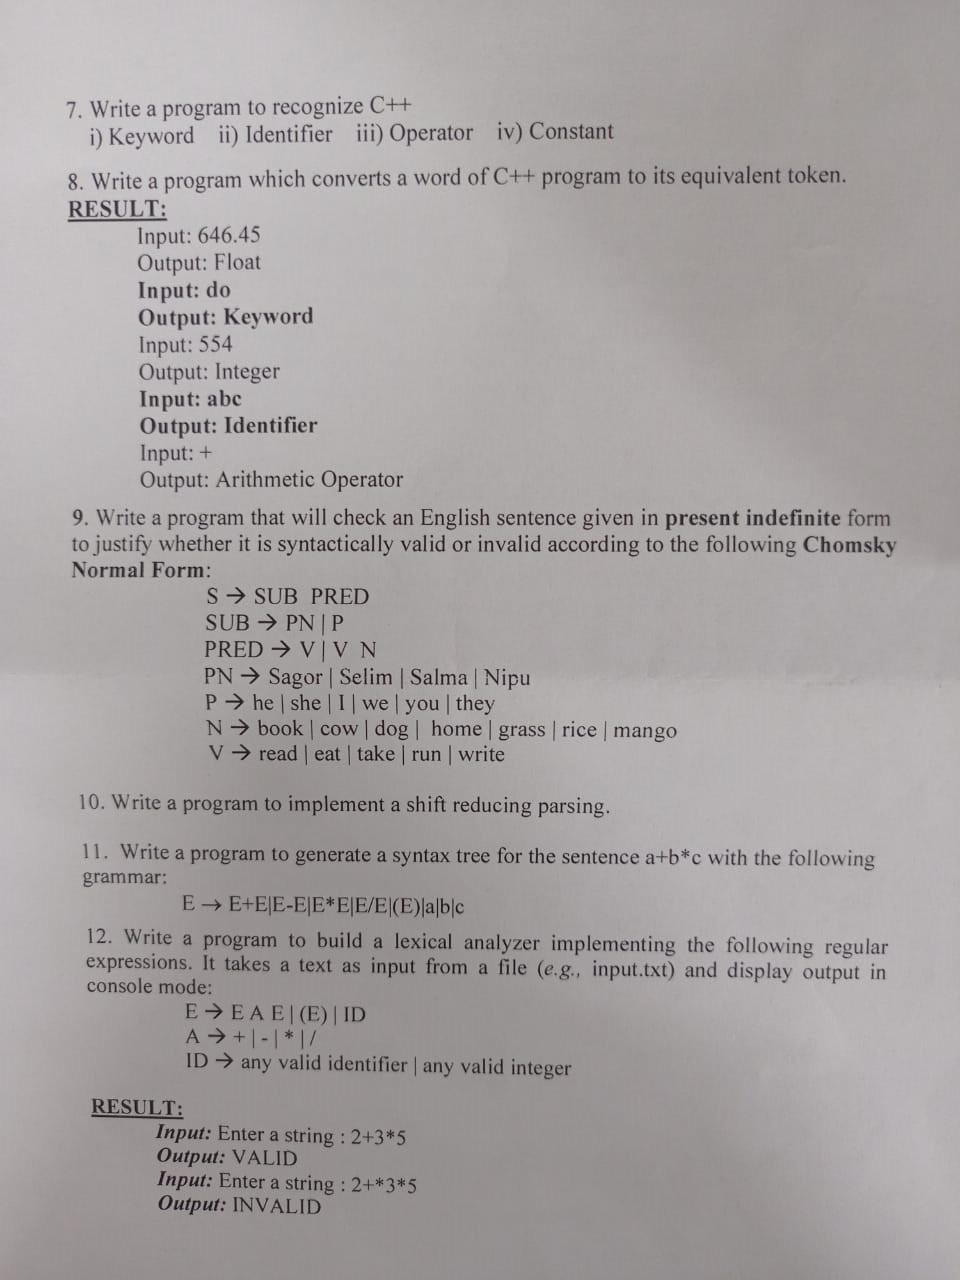 7. Write a program to recognize C++
i) Keyword ii) Identifier iii) Operator iv) Constant
8. Write a program which converts a word of C++ program to its equivalent token.
RESULT:
Input: 646.45
Output: Float
Input: do
Output: Keyword
Input: 554
Output: Integer
Input: abc
Output: Identifier
Input: +
Output: Arithmetic Operator
9. Write a program that will check an English sentence given in present indefinite form
to justify whether it is syntactically valid or invalid according to the following Chomsky
Normal Form:
S → SUB PRED
SUB → PN | P
PRED → V | V N
PN → Sagor | Selim | Salma | Nipu
P → he | she | I | we | you | they
N → book | cow | dog | home | grass | rice | mango
V → read | eat | take | run | write
10. Write a program to implement a shift reducing parsing.
11. Write a program to generate a syntax tree for the sentence a+b*c with the following
grammar:
E → E+E|E-E|E*E|E/E|(E)|a|b|c
12. Write a program to build a lexical analyzer implementing the following regular
expressions. It takes a text as input from a file (e.g., input.txt) and display output in
console mode:
E → E A E | (E) | ID
A → + | - | * | /
ID → any valid identifier | any valid integer
RESULT:
Input: Enter a string : 2+3*5
Output: VALID
Input: Enter a string : 2+*3*5
Output: INVALID